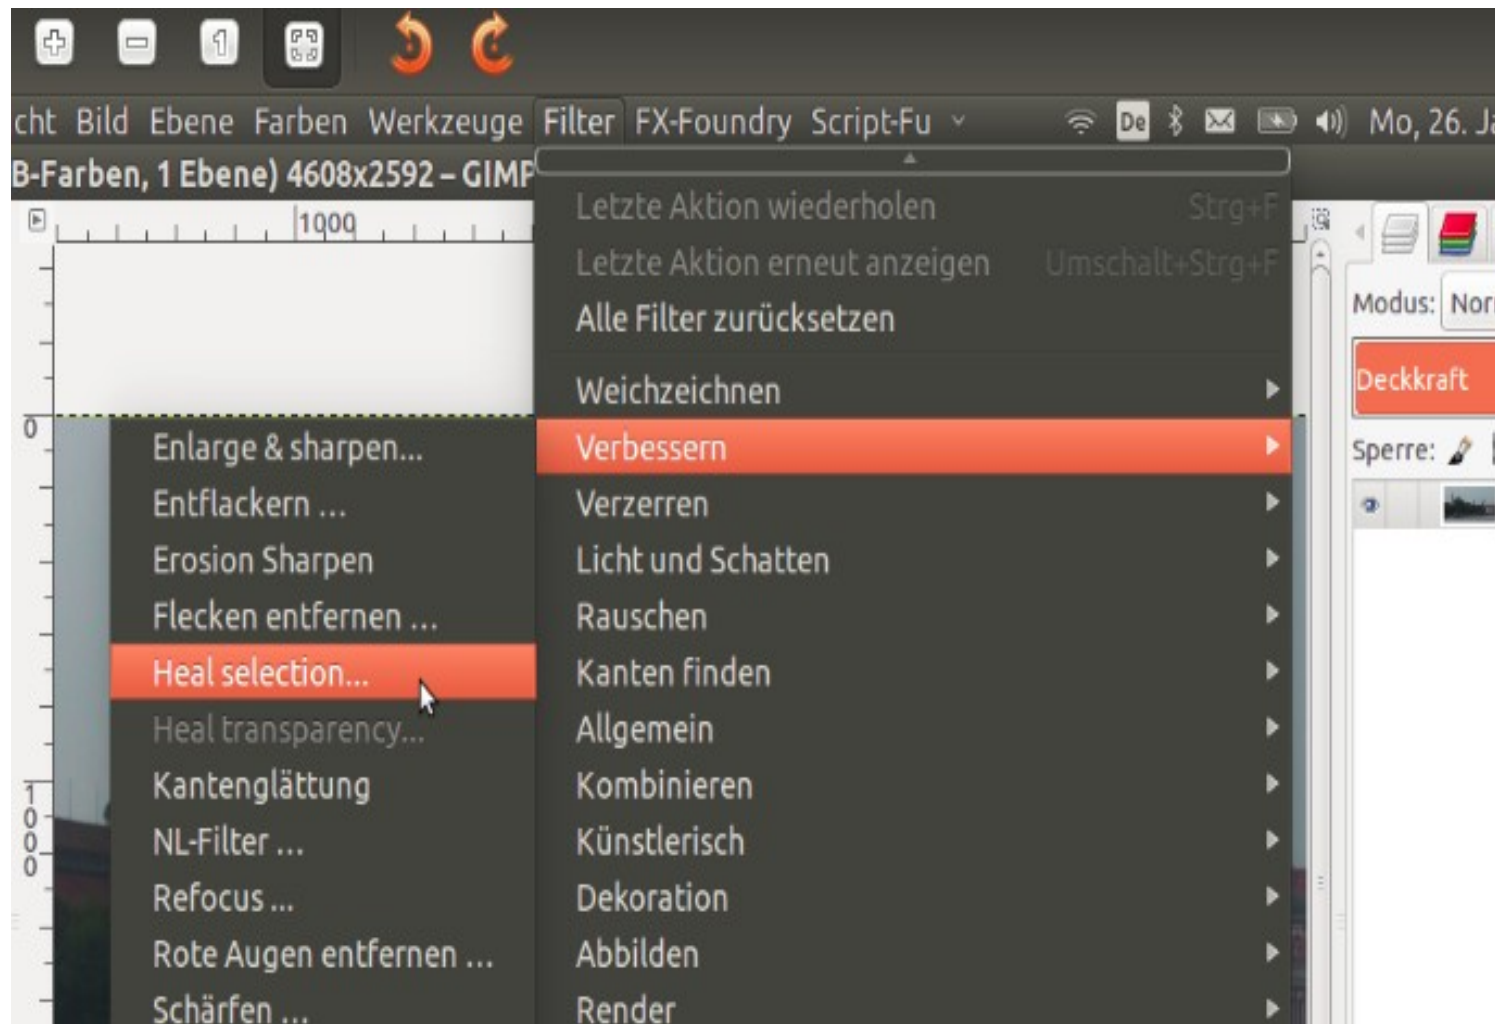 cht Bild Ebene Farben Werkzeuge Filter FX-Foundry Script-Fu De Mo, 26. Ja
B-Farben, 1 Ebene) 4608x2592 – GIMP
1000
Letzte Aktion wiederholen Strg+F
Letzte Aktion erneut anzeigen Umschalt+Strg+F
Alle Filter zurücksetzen
Weichzeichnen
Verbessern
Verzerren
Licht und Schatten
Rauschen
Kanten finden
Allgemein
Kombinieren
Künstlerisch
Dekoration
Abbilden
Render
Enlarge & sharpen...
Entflackern ...
Erosion Sharpen
Flecken entfernen ...
Heal selection...
Heal transparency...
Kantenglättung
NL-Filter ...
Refocus ...
Rote Augen entfernen ...
Schärfen ...
0
1000
Modus: Nor
Deckkraft
Sperre: